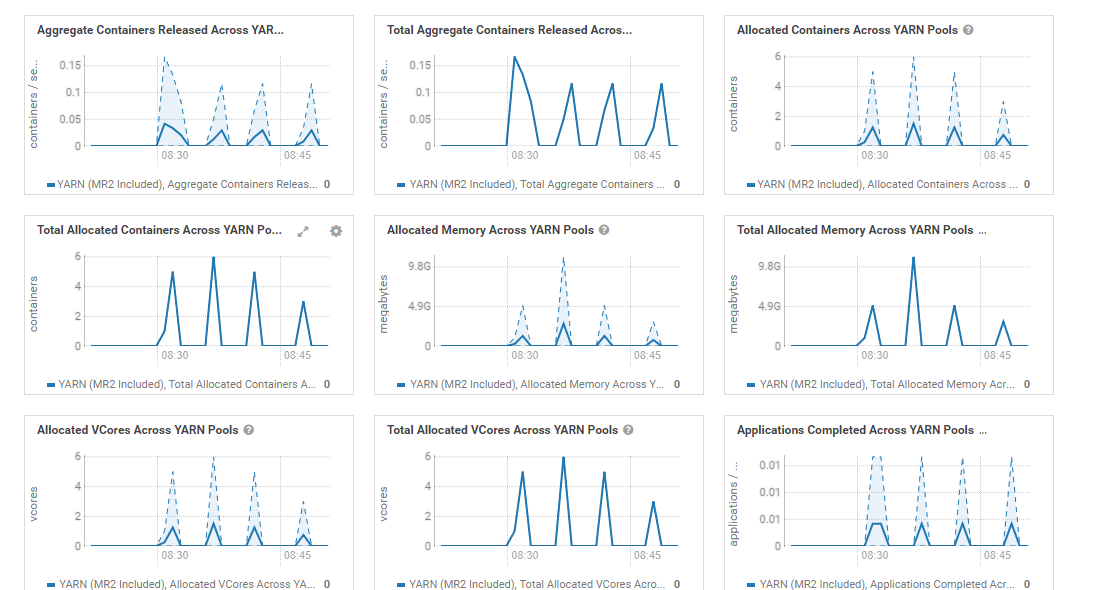 Aggregate Containers Released Across YAR...
containers / se...
0.15
0.1
0.05
0
08:30
08:45
YARN (MR2 Included), Aggregate Containers Releas... 0
Total Aggregate Containers Released Acros...
containers / se...
0.15
0.1
0.05
0
08:30
08:45
YARN (MR2 Included), Total Aggregate Containers ... 0
Allocated Containers Across YARN Pools ?
containers
6
4
2
0
08:30
08:45
YARN (MR2 Included), Allocated Containers Across ... 0
Total Allocated Containers Across YARN Po...
containers
6
4
2
0
08:30
08:45
YARN (MR2 Included), Total Allocated Containers A... 0
Allocated Memory Across YARN Pools ?
megabytes
9.8G
4.9G
0
08:30
08:45
YARN (MR2 Included), Allocated Memory Across Y... 0
Total Allocated Memory Across YARN Pools ...
megabytes
9.8G
4.9G
0
08:30
08:45
YARN (MR2 Included), Total Allocated Memory Acr... 0
Allocated VCores Across YARN Pools ?
vcores
6
4
2
0
08:30
08:45
YARN (MR2 Included), Allocated VCores Across YA... 0
Total Allocated VCores Across YARN Pools ?
vcores
6
4
2
0
08:30
08:45
YARN (MR2 Included), Total Allocated VCores Acro... 0
Applications Completed Across YARN Pools ...
applications / ...
0.01
0.01
0.01
0
08:30
08:45
YARN (MR2 Included), Applications Completed Acr... 0